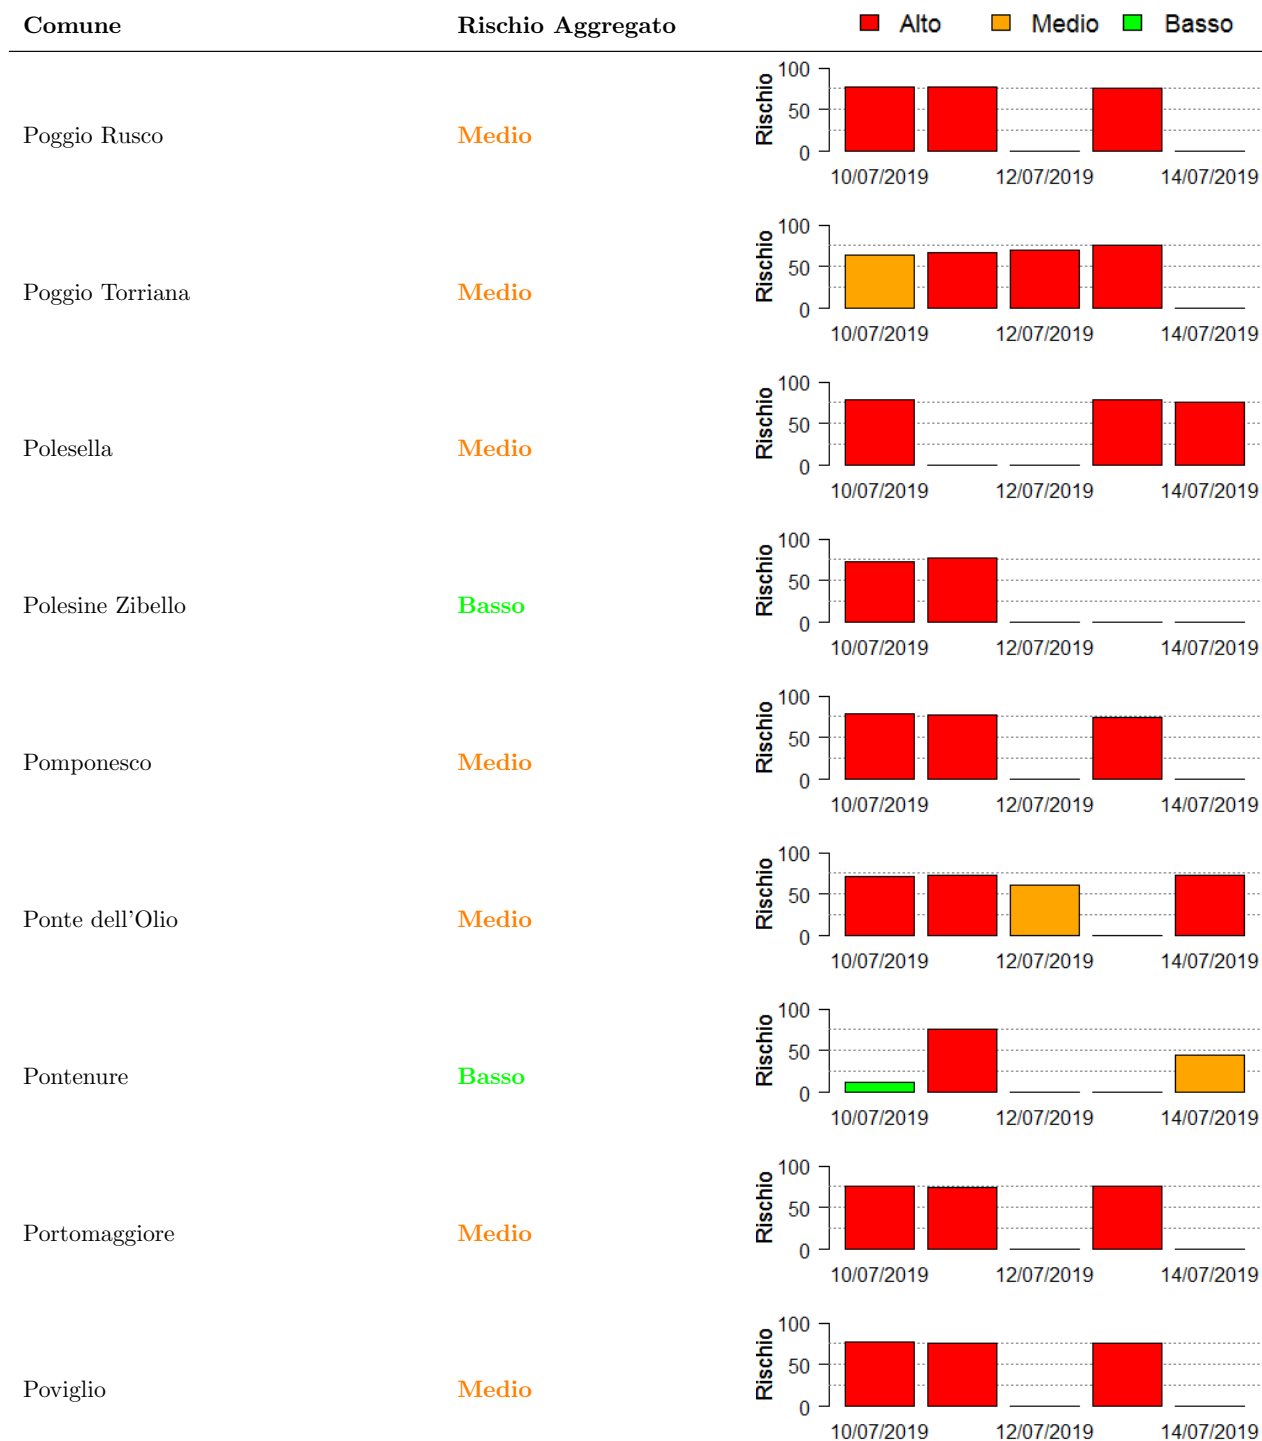 Comune Rischio Aggregato Alto Medio Basso
100
Rischio
50
Poggio Rusco Medio
0
10/07/2019 12/07/2019 14/07/2019
100
Rischio
50
Poggio Torriana Medio
0
10/07/2019 12/07/2019 14/07/2019
100
Rischio
50
Polesella Medio
0
10/07/2019 12/07/2019 14/07/2019
100
Rischio
50
Polesine Zibello Basso
0
10/07/2019 12/07/2019 14/07/2019
100
Rischio
50
Pomponesco Medio
0
10/07/2019 12/07/2019 14/07/2019
100
Rischio
50
Ponte dell'Olio Medio
0
10/07/2019 12/07/2019 14/07/2019
100
Rischio
50
Pontenure Basso
0
10/07/2019 12/07/2019 14/07/2019
100
Rischio
50
Portomaggiore Medio
0
10/07/2019 12/07/2019 14/07/2019
100
Rischio
50
Poviglio Medio
0
10/07/2019 12/07/2019 14/07/2019